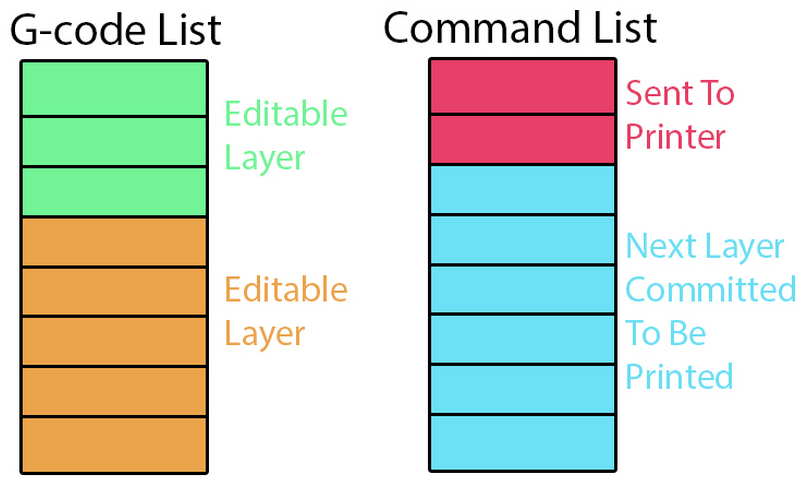 G-code List
Editable
Layer
Editable
Layer
Command List
Sent To
Printer
Next Layer
Committed
To Be
Printed